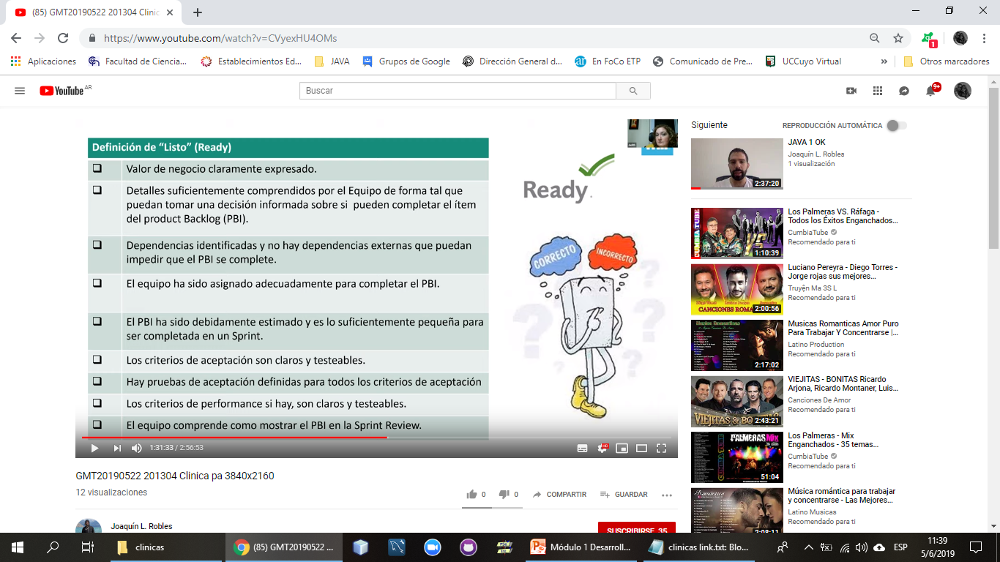 (85) GMT20190522 201304 Clinic
https://www.youtube.com/watch?v=CVyexHU4OMs
1
Aplicaciones
Facultad de Ciencia...
Establecimientos Ed...
JAVA
Grupos de Google
Dirección General d...
En FoCo ETP
Comunicado de Pre...
UCCuyo Virtual
»
Otros marcadores
YouTube AR
Buscar
9+
Definición de “Listo” (Ready)
Valor de negocio claramente expresado.
Detalles suficientemente comprendidos por el Equipo de forma tal que
puedan tomar una decisión informada sobre si pueden completar el ítem
del product Backlog (PBI).
Dependencias identificadas y no hay dependencias externas que puedan
impedir que el PBI se complete.
El equipo ha sido asignado adecuadamente para completar el PBI.
El PBI ha sido debidamente estimado y es lo suficientemente pequeña para
ser completado en un Sprint.
Los criterios de aceptación son claros y testeables.
Hay pruebas de aceptación definidas para todos los criterios de aceptación
Los criterios de performance si hay, son claros y testeables.
El equipo comprende como mostrar el PBI en la Sprint Review.
Ready.
CORRECTO
INCORRECTO
? ? ? ?
1:31:33 / 2:56:53
HD
GMT20190522 201304 Clinica pa 3840x2160
12 visualizaciones
0
0
COMPARTIR
GUARDAR
Joaquín L. Robles
SUSCRIBIRSE 35
Siguiente
REPRODUCCIÓN AUTOMÁTICA
JAVA 1 OK
Joaquín L. Robles
1 visualización
2:37:20
Los Palmeras VS. Ráfaga -
Todos los Éxitos Enganchados...
CumbiaTube
Recomendado para ti
CUMBIA TUBE
VS
1:10:39
Luciano Pereyra - Diego Torres -
Jorge rojas sus mejores...
Truyện Ma 3S L
Recomendado para ti
CANCIONES ROMA
2:00:56
Musicas Romanticas Amor Puro
Para Trabajar Y Concentrarse |...
Latino Production
Recomendado para ti
Musica Romanticas
2:17:02
VIEJITAS - BONITAS Ricardo
Arjona, Ricardo Montaner, Luis...
Canciones De Amor
Recomendado para ti
VIEJITAS & BO
2:43:21
Los Palmeras - Mix
Enganchados - 35 temas...
CumbiaTube
Recomendado para ti
PALMERAS MIX
51:04
Música romántica para trabajar
y concentrarse - Las Mejores...
Latino Musicas
Recomendado para ti
Romántica
2:08:11
clinicas
(85) GMT20190522 ...
Módulo 1 Desarroll...
clinicas link.txt: Blo...
ESP
11:39
5/6/2019